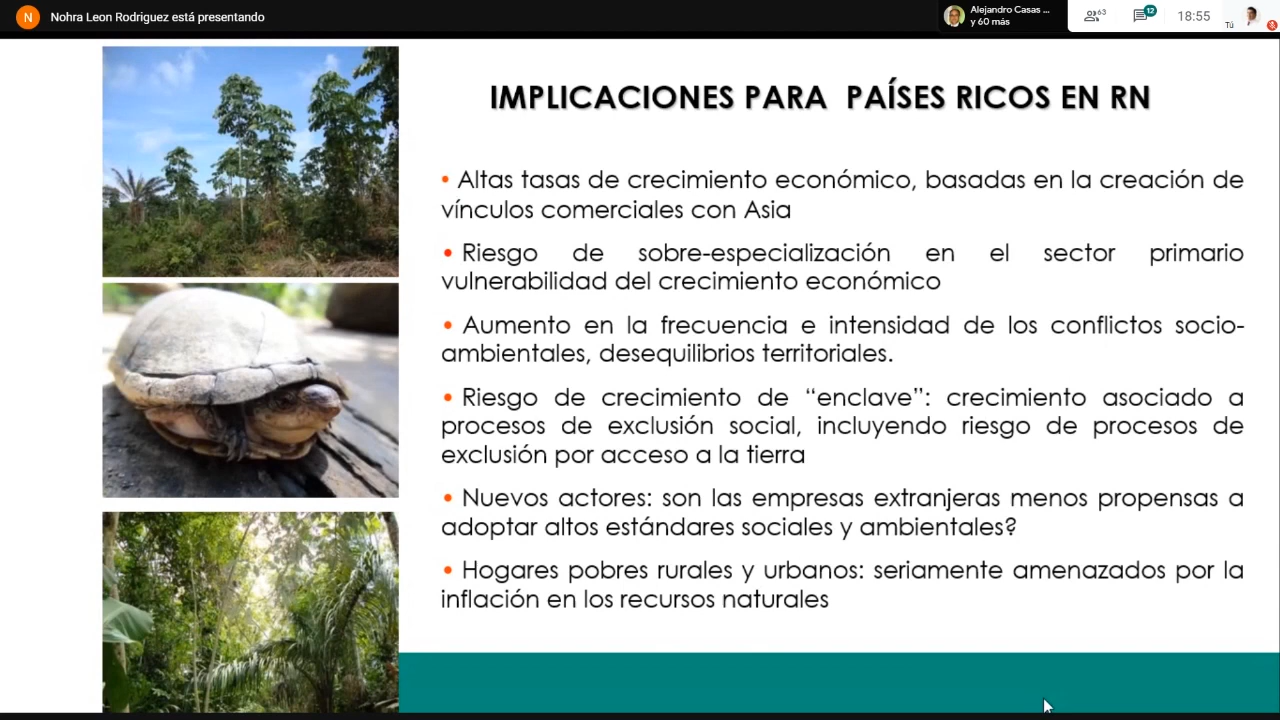 N Nohra Leon Rodriguez está presentando
Alejandro Casas ...
y 60 más
63
12
18:55
Tú
IMPLICACIONES PARA PAÍSES RICOS EN RN
• Altas tasas de crecimiento económico, basadas en la creación de
vínculos comerciales con Asia
• Riesgo de sobre-especialización en el sector primario
vulnerabilidad del crecimiento económico
• Aumento en la frecuencia e intensidad de los conflictos socio-
ambientales, desequilibrios territoriales.
• Riesgo de crecimiento de “enclave”: crecimiento asociado a
procesos de exclusión social, incluyendo riesgo de procesos de
exclusión por acceso a la tierra
• Nuevos actores: son las empresas extranjeras menos propensas a
adoptar altos estándares sociales y ambientales?
• Hogares pobres rurales y urbanos: seriamente amenazados por la
inflación en los recursos naturales